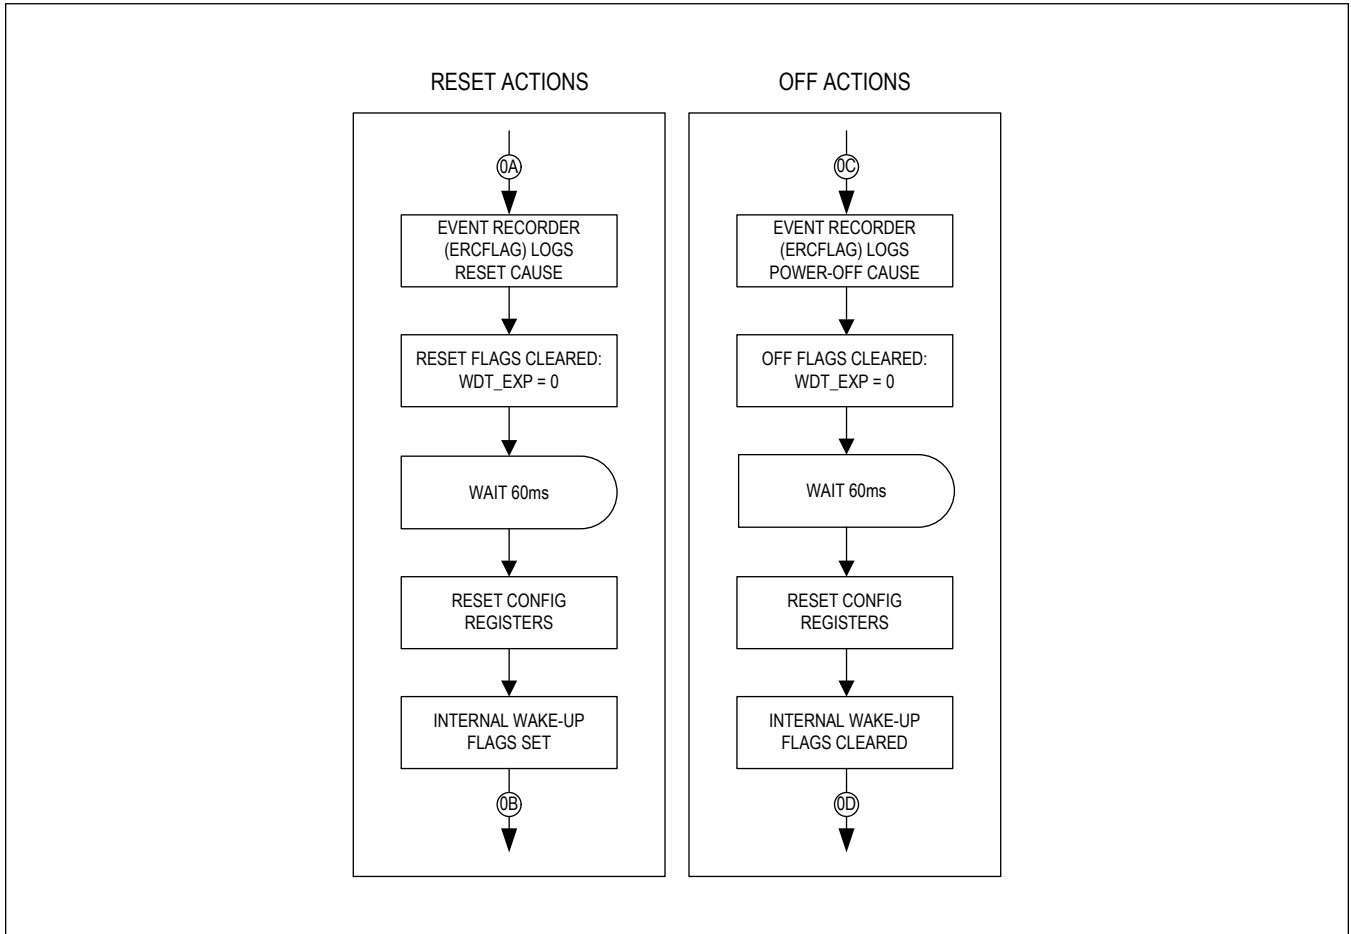 RESET ACTIONS
0A
EVENT RECORDER
(ERCFLAG) LOGS
RESET CAUSE
RESET FLAGS CLEARED:
WDT_EXP = 0
WAIT 60ms
RESET CONFIG
REGISTERS
INTERNAL WAKE-UP
FLAGS SET
0B
OFF ACTIONS
0C
EVENT RECORDER
(ERCFLAG) LOGS
POWER-OFF CAUSE
OFF FLAGS CLEARED:
WDT_EXP = 0
WAIT 60ms
RESET CONFIG
REGISTERS
INTERNAL WAKE-UP
FLAGS CLEARED
0D